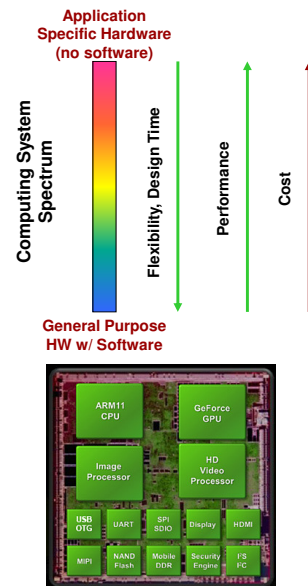 Application
Specific Hardware
(no software)
Computing System
Spectrum
Flexibility, Design Time
Performance
Cost
General Purpose
HW w/ Software
ARM11
CPU
GeForce
GPU
Image
Processor
HD
Video
Processor
USB
OTG
UART
SPI
SDIO
Display
HDMI
MIPI
NAND
Flash
Mobile
DDR
Security
Engine
I²S
I²C